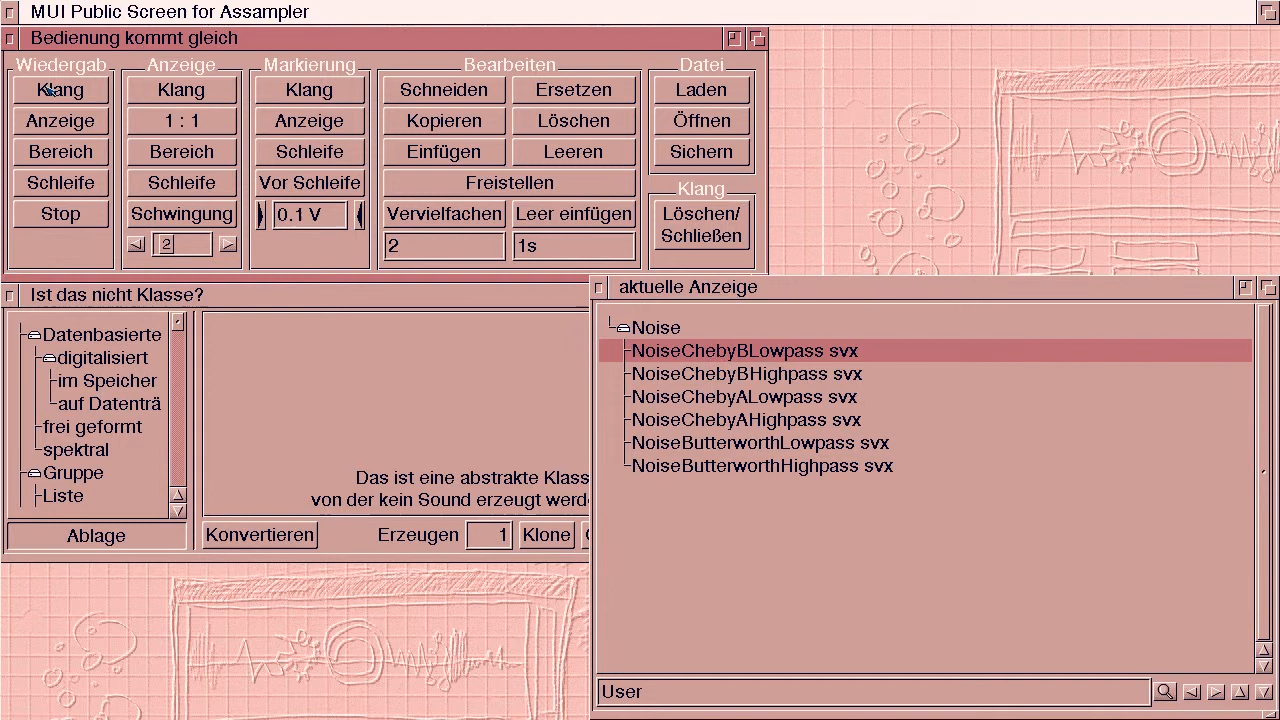 MUI Public Screen for Assampler
Bedienung kommt gleich
Wiedergab Anzeige Markierung Bearbeiten Datei
Klang Klang Klang Schneiden Ersetzen Laden
Anzeige 1 : 1 Anzeige Kopieren Löschen Öffnen
Bereich Bereich Schleife Einfügen Leeren Sichern
Schleife Schleife Vor Schleife Freistellen Klang
Stop Schwingung 0.1 V Vervielfachen Leer einfügen Löschen/
Schließen
2 2 1s
Ist das nicht Klasse?
Datenbasierte
digitalisiert
im Speicher
auf Datenträ
frei geformt
spektral
Gruppe
Liste
Ablage
Das ist eine abstrakte Klass
von der kein Sound erzeugt werd
Konvertieren Erzeugen 1 Klone
aktuelle Anzeige
Noise
NoiseChebyBLowpass svx
NoiseChebyBHighpass svx
NoiseChebyALowpass svx
NoiseChebyAHighpass svx
NoiseButterworthLowpass svx
NoiseButterworthHighpass svx
User